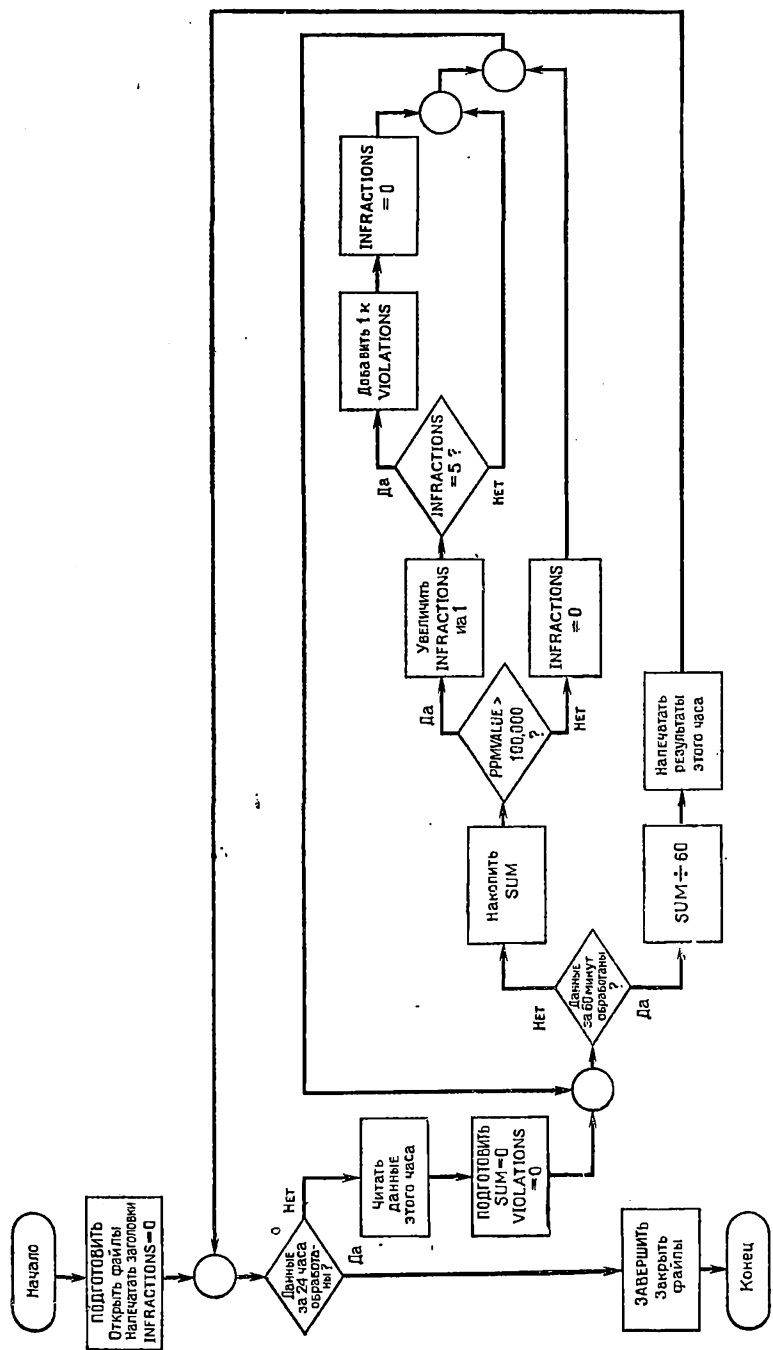 Начало
ПОДГОТОВИТЬ
Открыть файлы
Напечатать заголовки
INFRACTIONS=0
Данные
за 24 часа
обработа-
ны?
Нет
Да
Читать
данные
этого часа
ПОДГОТОВИТЬ
SUM=0
VIOLATIONS
=0
ЗАВЕРШИТЬ
Закрыть
файлы
Конец
Данные
за 60 минут
обработаны
?
Нет
Да
Накопить
SUM
SUM÷60
Напечатать
результаты
этого часа
PPMVALUE >
100,000
?
Да
Нет
Увеличить
INFRACTIONS
на 1
INFRACTIONS
=0
INFRACTIONS
=5?
Да
Нет
Добавить 1 к
VIOLATIONS
INFRACTIONS
=0